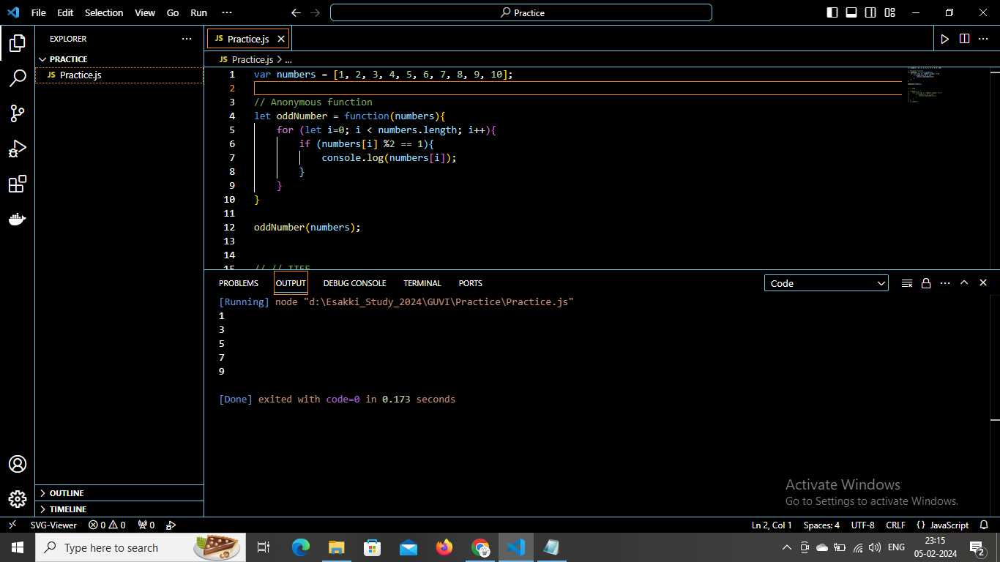 File Edit Selection View Go Run ··· Practice
EXPLORER ···
JS Practice.js
PRACTICE
JS Practice.js > ...
JS Practice.js
1 var numbers = [1, 2, 3, 4, 5, 6, 7, 8, 9, 10];
2
3 // Anonymous function
4 let oddNumber = function(numbers){
5 for (let i=0; i < numbers.length; i++){
6 if (numbers[i] %2 == 1){
7 console.log(numbers[i]);
8 }
9 }
10 }
11
12 oddNumber(numbers);
13
14
15 // // IIFE
PROBLEMS OUTPUT DEBUG CONSOLE TERMINAL PORTS Code
[Running] node "d:\Esakki_Study_2024\GUVI\Practice\Practice.js"
1
3
5
7
9
[Done] exited with code=0 in 0.173 seconds
OUTLINE
TIMELINE
Activate Windows
Go to Settings to activate Windows.
SVG-Viewer 0 0 0 Ln 2, Col 1 Spaces: 4 UTF-8 CRLF {} JavaScript
Type here to search ENG 23:15
05-02-2024 2